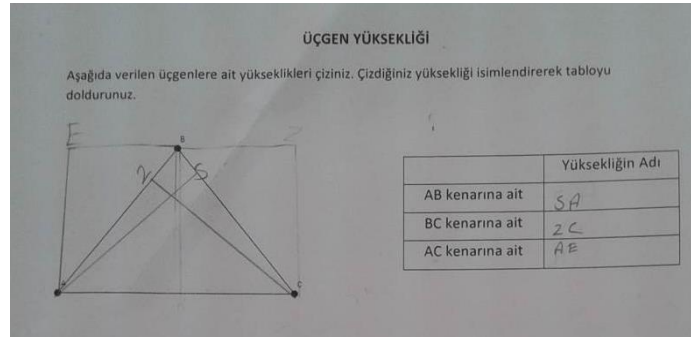 ÜÇGEN YÜKSEKLİĞİ
Aşağıda verilen üçgenlere ait yükseklikleri çiziniz. Çizdiğiniz yüksekliği isimlendirerek tabloyu
doldurunuz.
E
B
Z
S
C
Yüksekliğin Adı
AB kenarına ait SA
BC kenarına ait ZC
AC kenarına ait AE